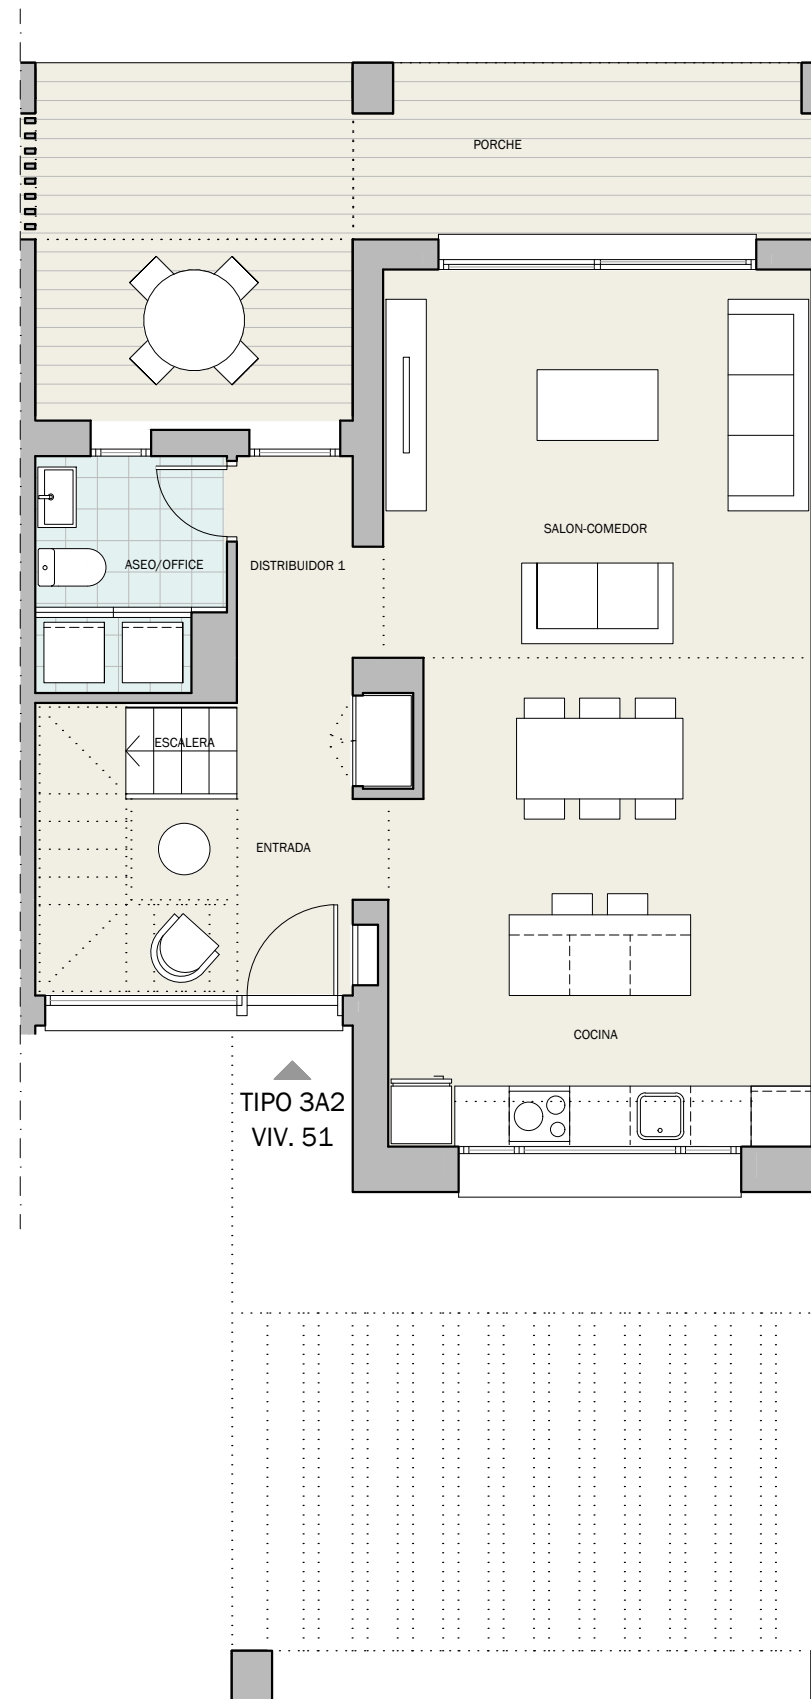 PORCHE
SALON-COMEDOR
ASEO/OFFICE
DISTRIBUIDOR 1
ESCALERA
ENTRADA
COCINA
TIPO 3A2
VIV. 51